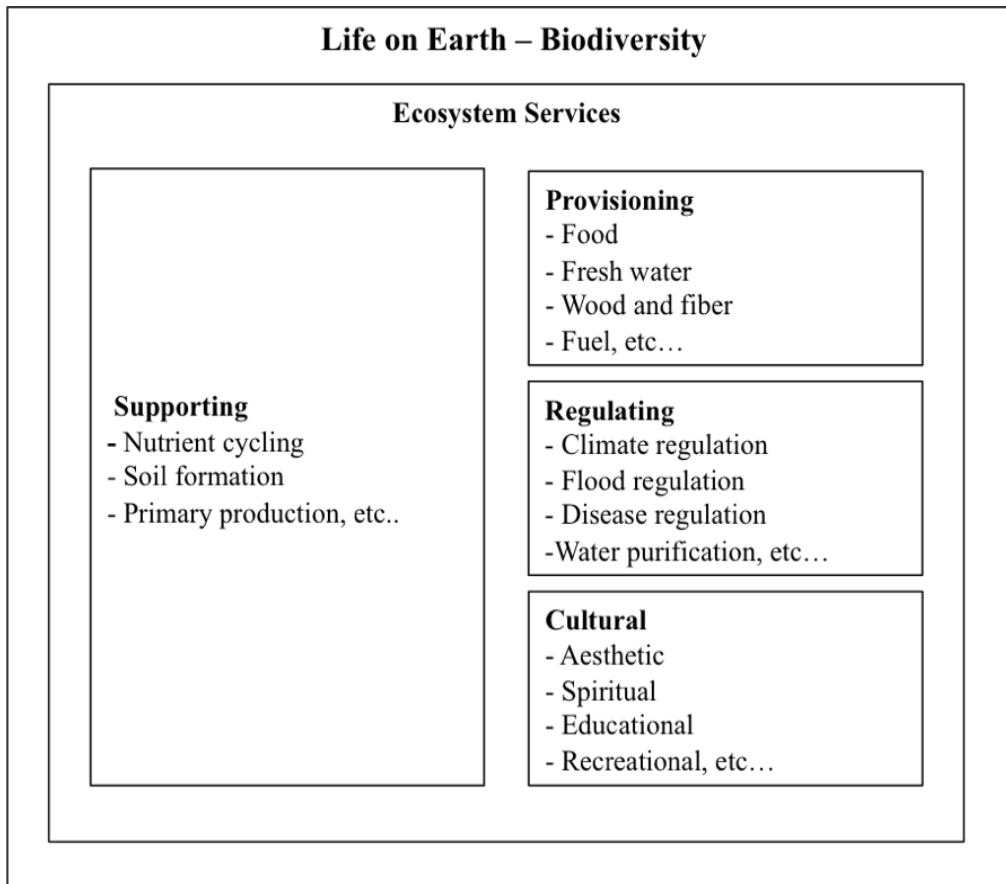 Life on Earth – Biodiversity
Ecosystem Services
Supporting
- Nutrient cycling
- Soil formation
- Primary production, etc..
Provisioning
- Food
- Fresh water
- Wood and fiber
- Fuel, etc…
Regulating
- Climate regulation
- Flood regulation
- Disease regulation
-Water purification, etc…
Cultural
- Aesthetic
- Spiritual
- Educational
- Recreational, etc…